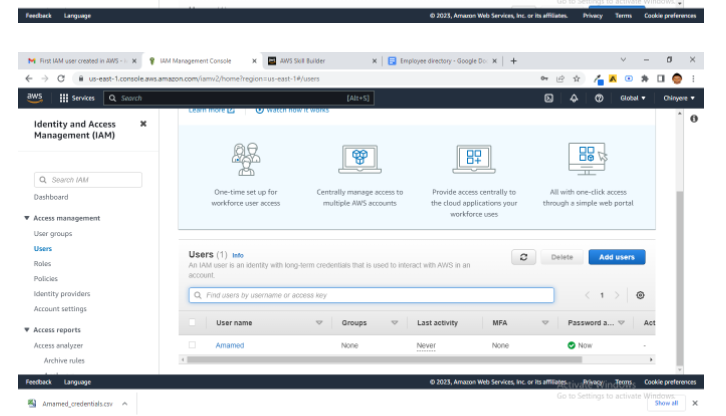 Go to Settings to activate Windows.
Feedback Language © 2023, Amazon Web Services, Inc. or its affiliates. Privacy Terms Cookie preferences
First IAM user created in AWS - IAM Management Console AWS Skill Builder Employee directory - Google Do
us-east-1.console.aws.amazon.com/iamv2/home?region=us-east-1#/users
aws Services Search [Alt+S] Global Chinyere
Learn more Watch how it works
Identity and Access
Management (IAM)
Search IAM
Dashboard
Access management
User groups
Users
Roles
Policies
Identity providers
Account settings
Access reports
Access analyzer
Archive rules
One-time set up for
workforce user access
Centrally manage access to
multiple AWS accounts
Provide access centrally to
the cloud applications your
workforce uses
All with one-click access
through a simple web portal
Users (1) Info
An IAM user is an identity with long-term credentials that is used to interact with AWS in an
account.
Delete Add users
Find users by username or access key
1
User name Groups Last activity MFA Password a... Act
Amamed None Never None Now -
Feedback Language © 2023, Amazon Web Services, Inc. or its affiliates. Privacy Terms Cookie preferences
Activate Windows
Go to Settings to activate Windows.
Amamed_credentials.csv Show all